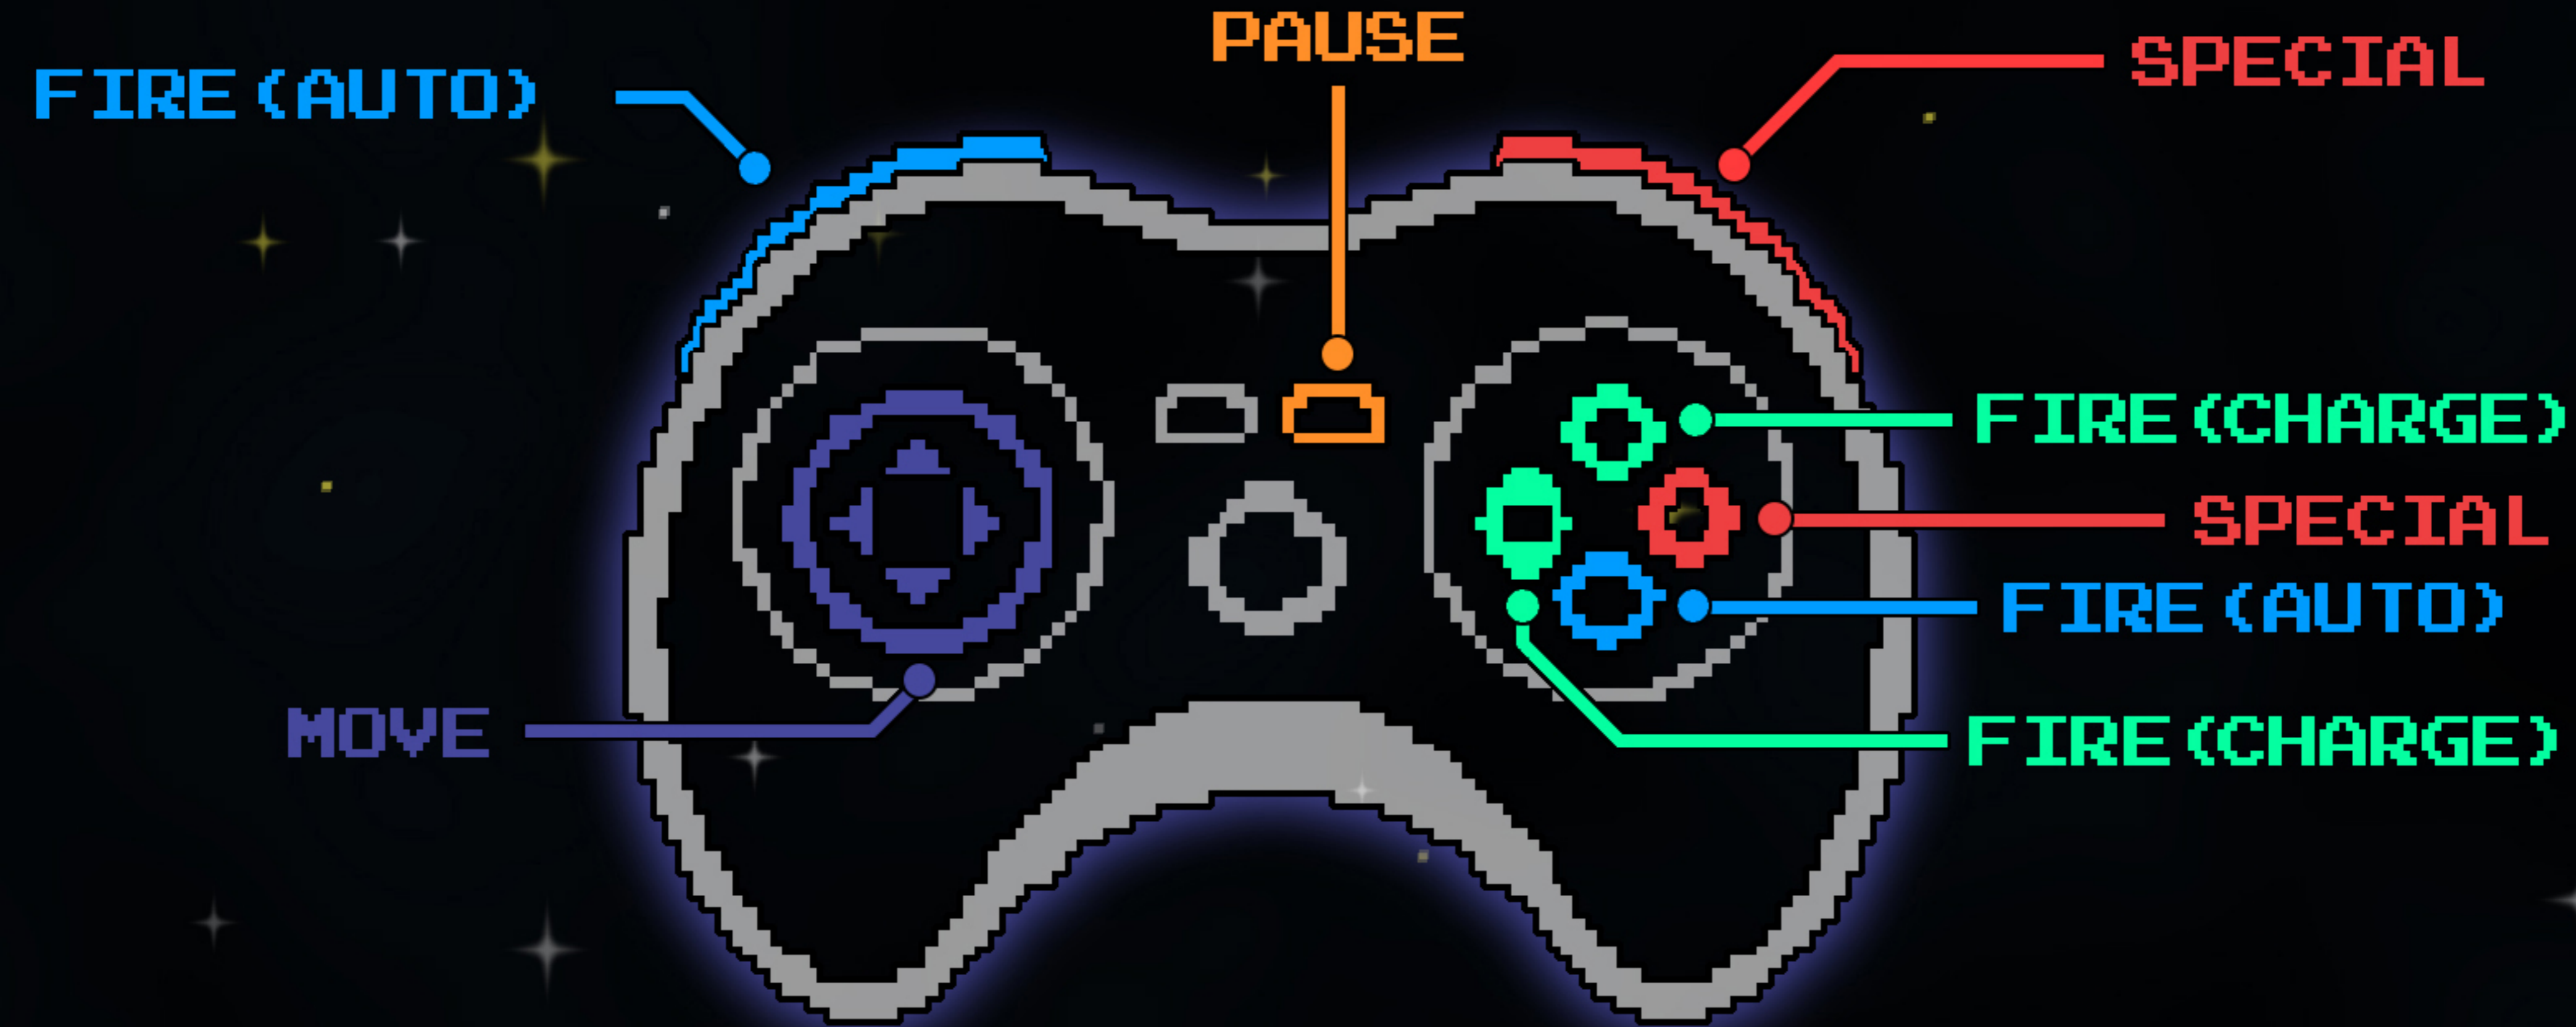 PAUSE
SPECIAL
FIRE(AUTO)
FIRE(CHARGE)
SPECIAL
FIRE(AUTO)
MOVE
FIRE(CHARGE)